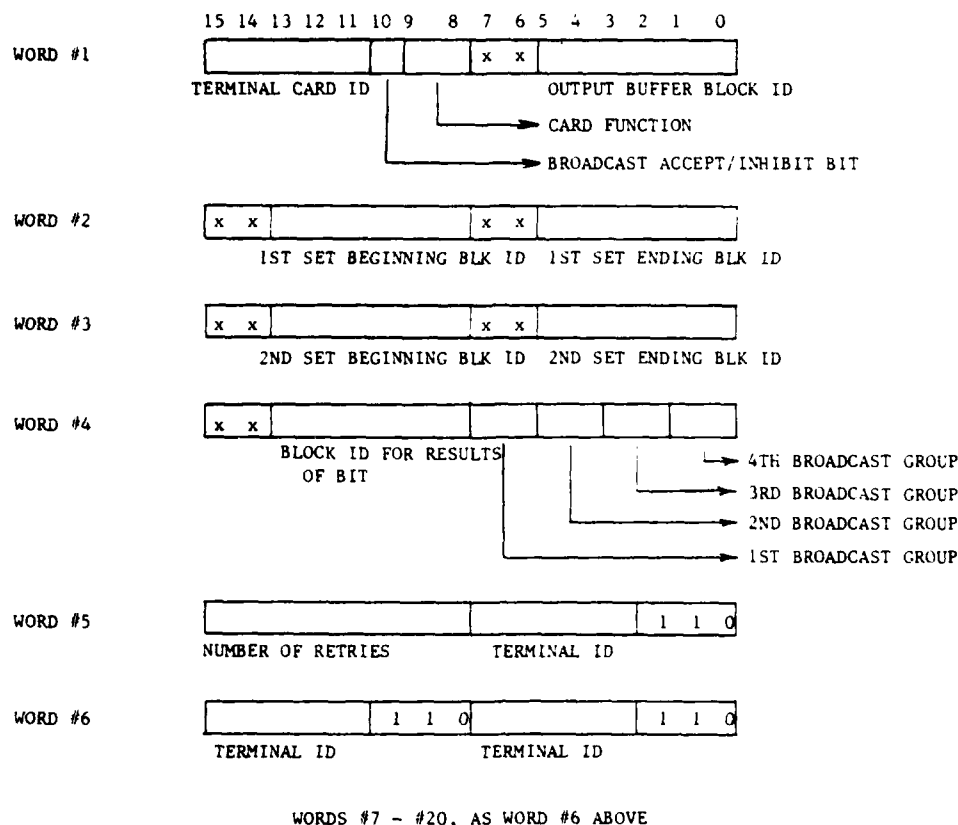 15 14 13 12 11 10 9 8 7 6 5 4 3 2 1 0
WORD #1
x x
TERMINAL CARD ID
OUTPUT BUFFER BLOCK ID
CARD FUNCTION
BROADCAST ACCEPT/INHIBIT BIT
WORD #2
x x x x
1ST SET BEGINNING BLK ID 1ST SET ENDING BLK ID
WORD #3
x x x x
2ND SET BEGINNING BLK ID 2ND SET ENDING BLK ID
WORD #4
x x
BLOCK ID FOR RESULTS
OF BIT
4TH BROADCAST GROUP
3RD BROADCAST GROUP
2ND BROADCAST GROUP
1ST BROADCAST GROUP
WORD #5
1 1 0
NUMBER OF RETRIES TERMINAL ID
WORD #6
1 1 0 1 1 0
TERMINAL ID TERMINAL ID
WORDS #7 - #20, AS WORD #6 ABOVE